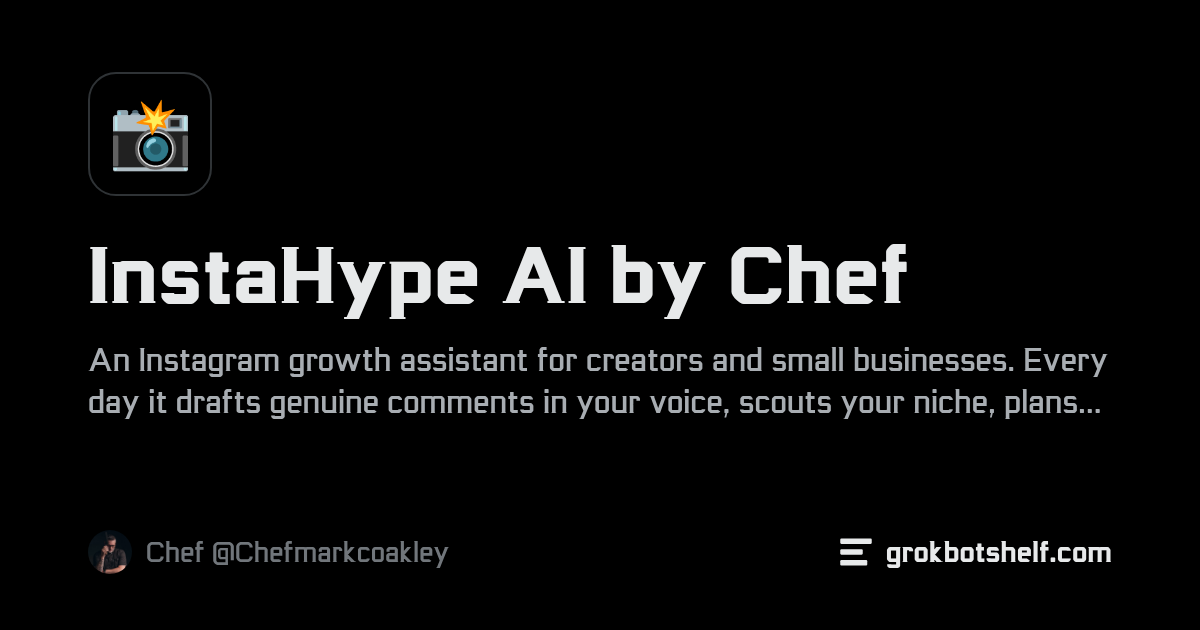 InstaHype AI by Chef
An Instagram growth assistant for creators and small businesses. Every
day it drafts genuine comments in your voice, scouts your niche, plans...
Chef @Chefmarkcoakley
grokbotshelf.com